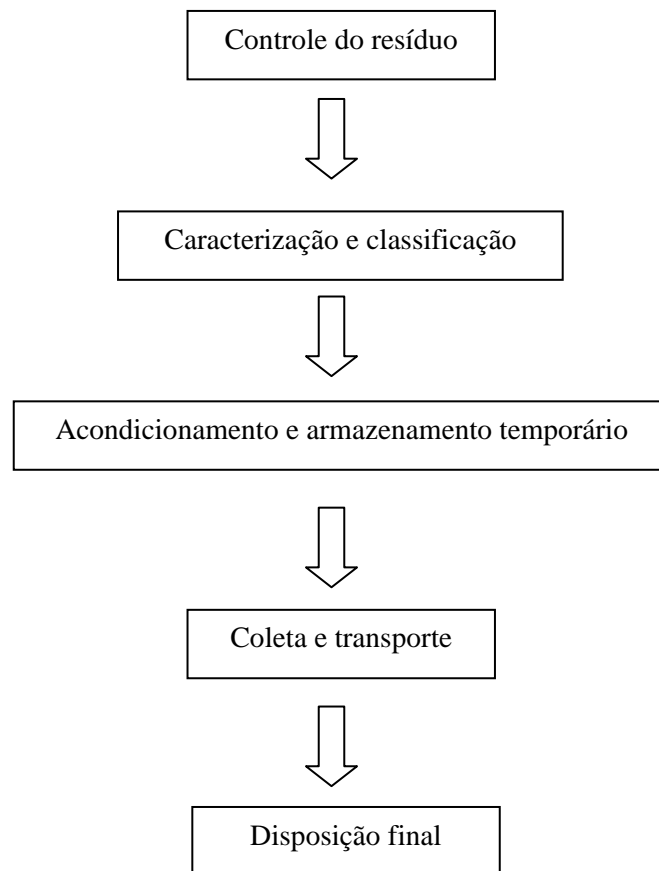 Controle do resíduo
Caracterização e classificação
Acondicionamento e armazenamento temporário
Coleta e transporte
Disposição final